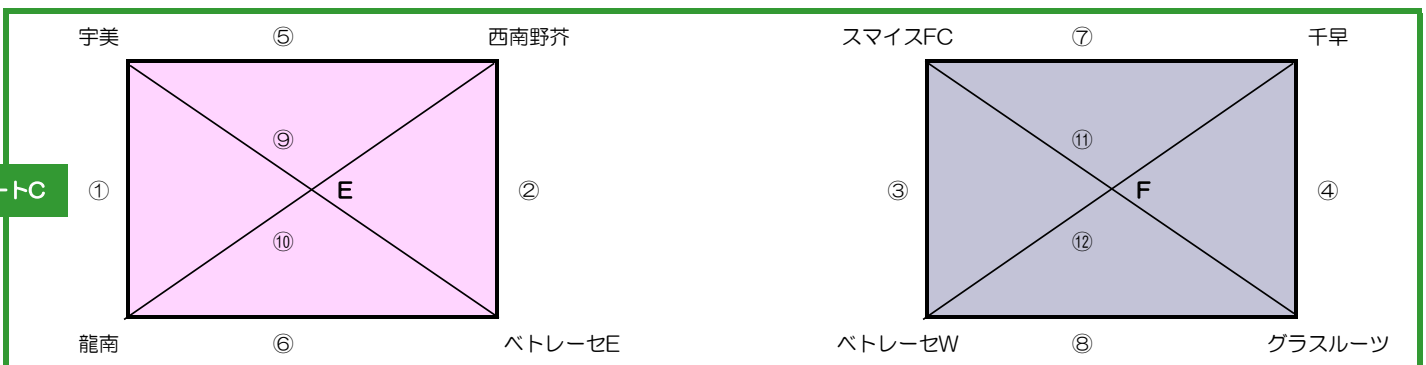 宇美 ⑤ 西南野芥 スマイスFC ⑦ 千早
⑨ ⑪
ートC ① E ② ③ F ④
⑩ ⑫
龍南 ⑥ ベトレーセE ベトレーセW ⑧ グラスルーツ